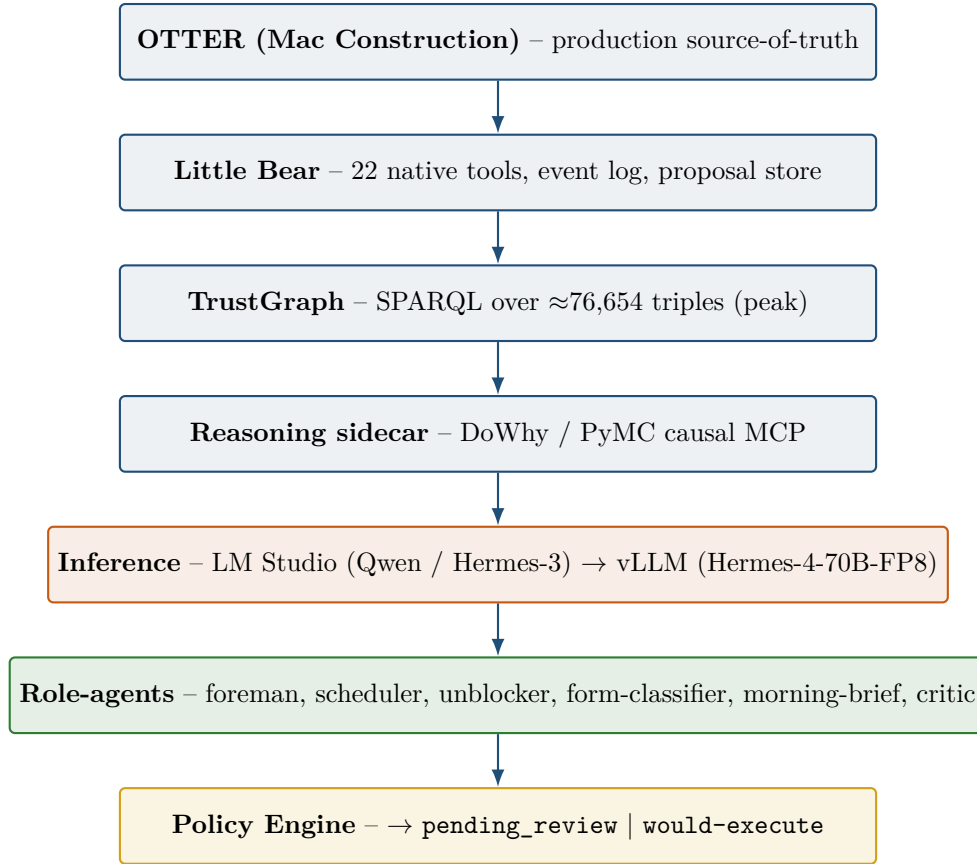 OTTER (Mac Construction) – production source-of-truth
Little Bear – 22 native tools, event log, proposal store
TrustGraph – SPARQL over ≈76,654 triples (peak)
Reasoning sidecar – DoWhy / PyMC causal MCP
Inference – LM Studio (Qwen / Hermes-3) → vLLM (Hermes-4-70B-FP8)
Role-agents – foreman, scheduler, unblocker, form-classifier, morning-brief, critic
Policy Engine – → pending_review | would-execute